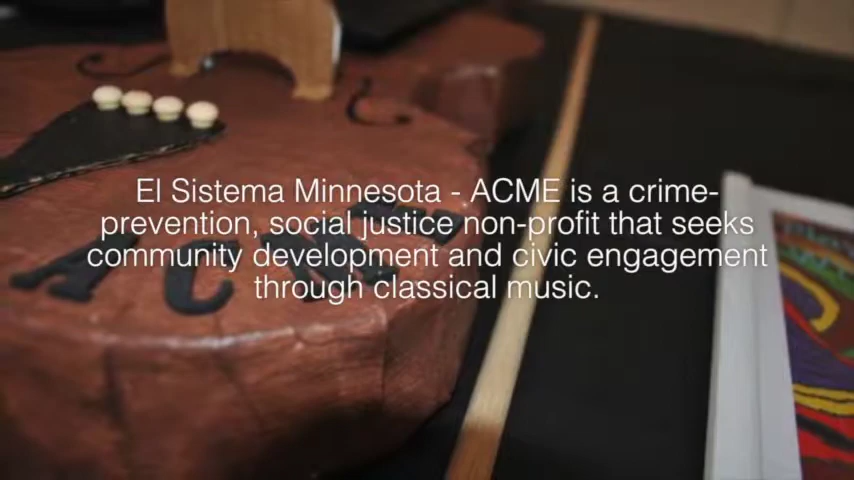 El Sistema Minnesota - ACME is a crime-
prevention, social justice non-profit that seeks
community development and civic engagement
through classical music.
ACME